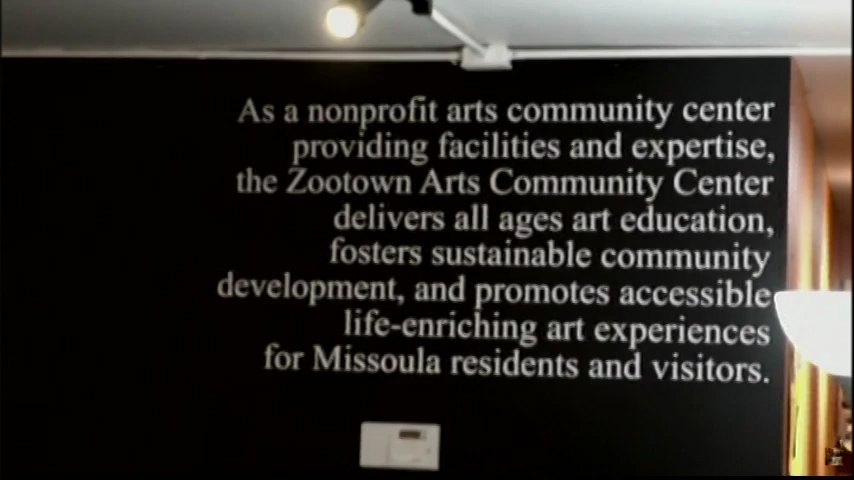 As a nonprofit arts community center
providing facilities and expertise,
the Zootown Arts Community Center
delivers all ages art education,
fosters sustainable community
development, and promotes accessible
life-enriching art experiences
for Missoula residents and visitors.